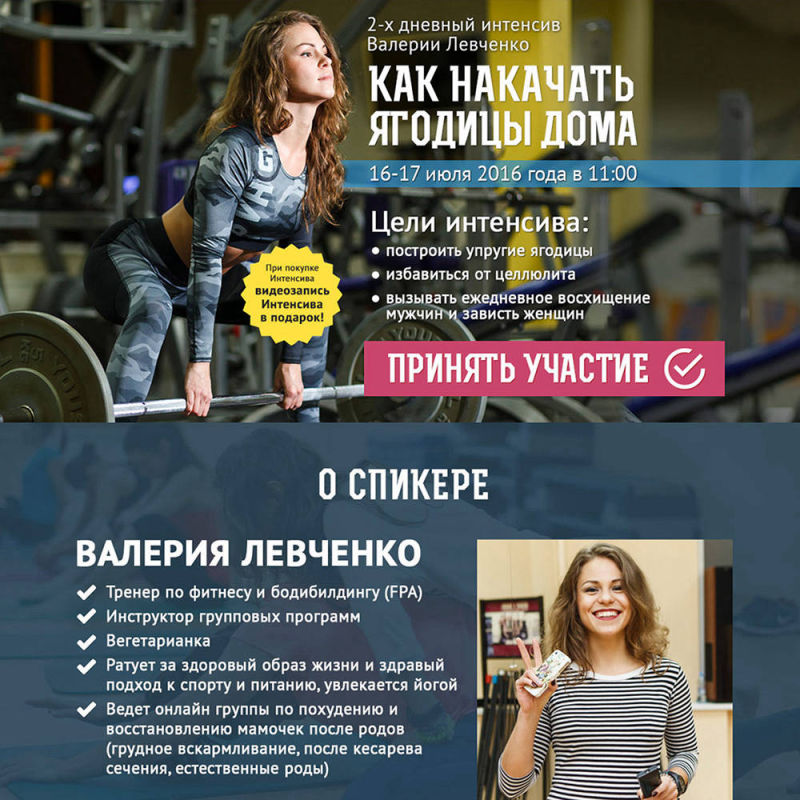 2-х дневный интенсив
Валерии Левченко
КАК НАКАЧАТЬ
ЯГОДИЦЫ ДОМА
16-17 июля 2016 года в 11:00
Цели интенсива:
• построить упругие ягодицы
• избавиться от целлюлита
• вызывать ежедневное восхищение
мужчин и зависть женщин
При покупке
Интенсива
видеозапись
Интенсива
в подарок!
ПРИНЯТЬ УЧАСТИЕ
О СПИКЕРЕ
ВАЛЕРИЯ ЛЕВЧЕНКО
Тренер по фитнесу и бодибилдингу (FPA)
Инструктор групповых программ
Вегетарианка
Ратует за здоровый образ жизни и здравый
подход к спорту и питанию, увлекается йогой
Ведет онлайн группы по похудению и
восстановлению мамочек после родов
(грудное вскармливание, после кесарева
сечения, естественные роды)